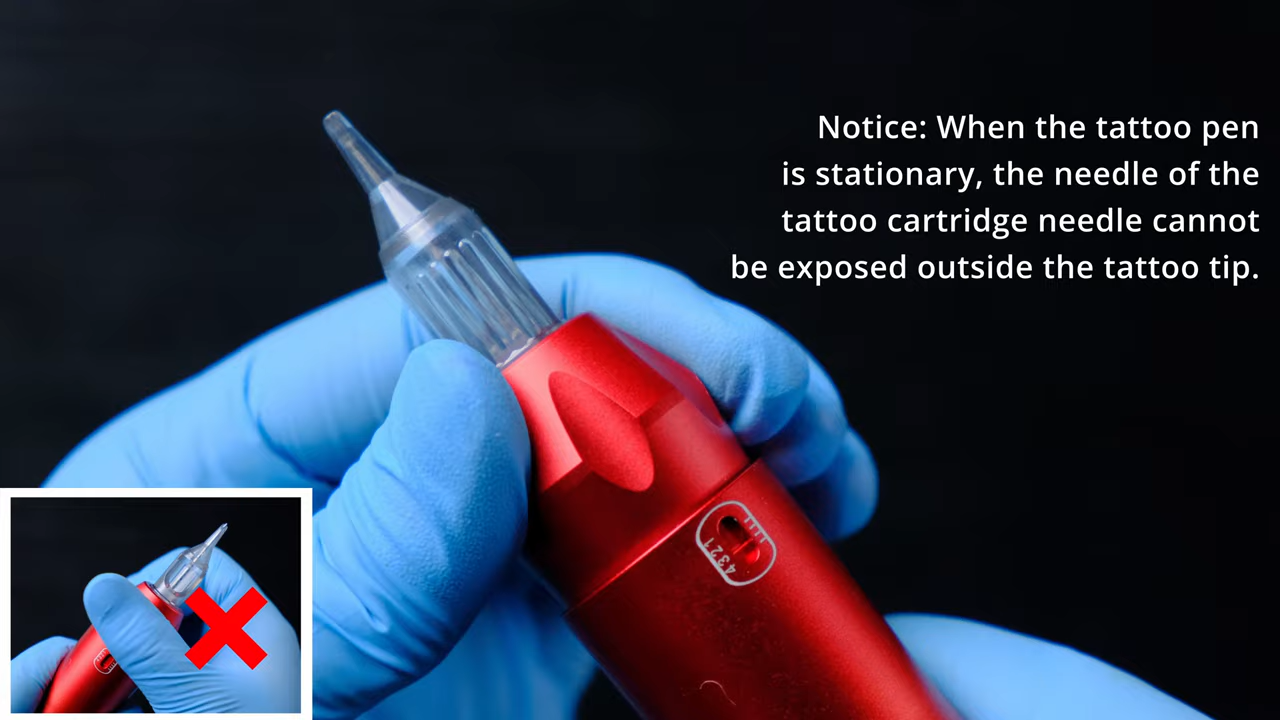 Notice: When the tattoo pen
is stationary, the needle of the
tattoo cartridge needle cannot
be exposed outside the tattoo tip.
4321